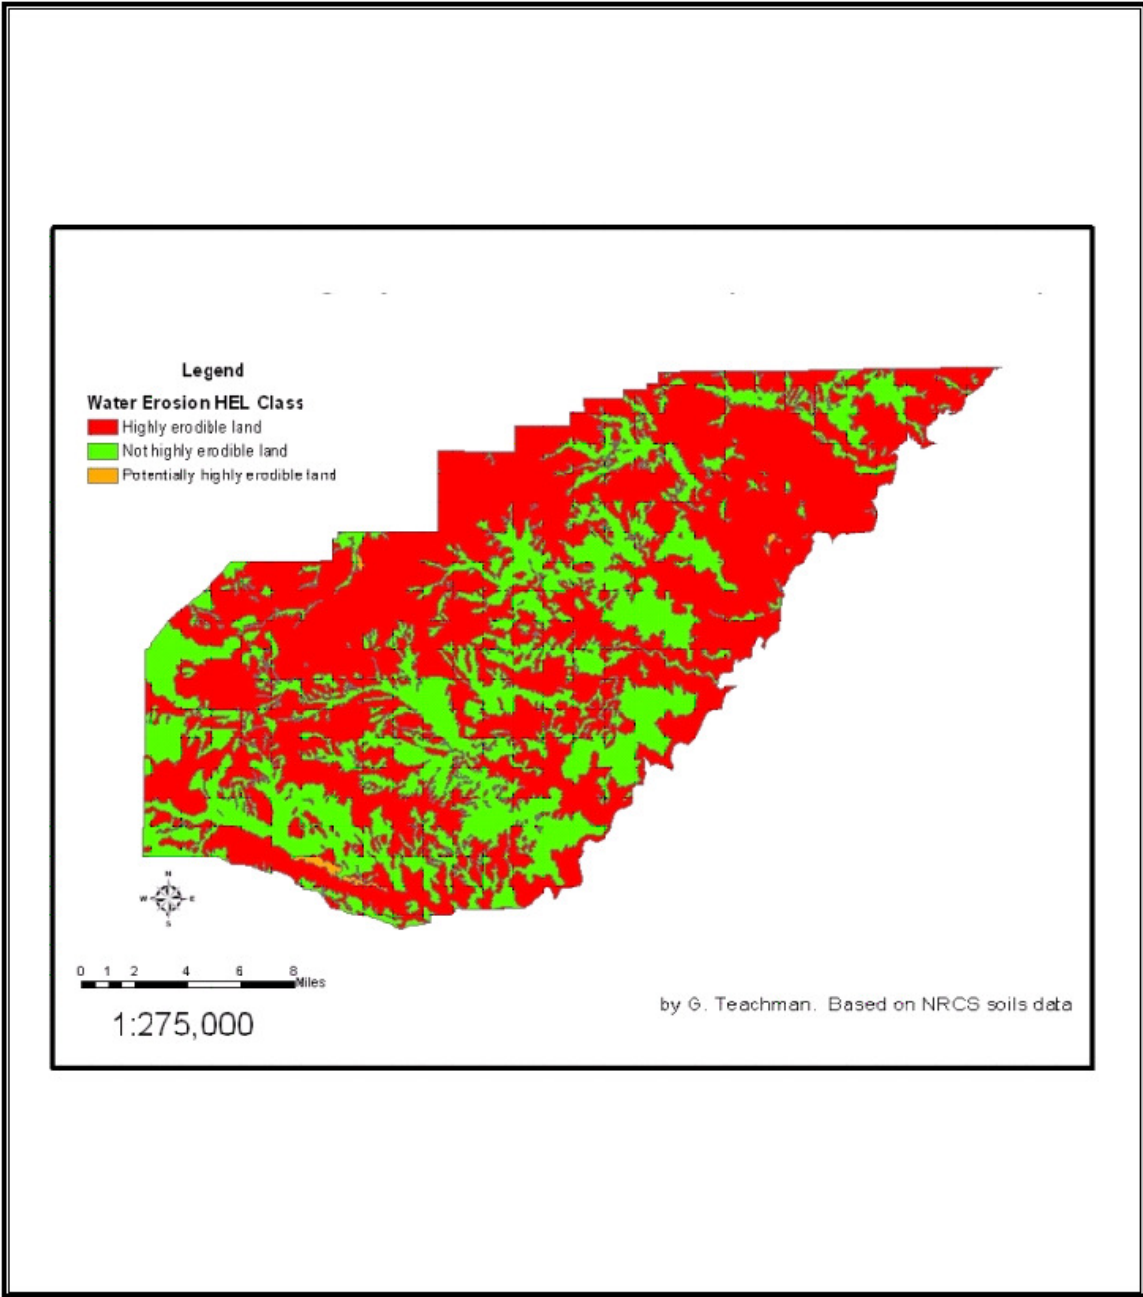 Legend
Water Erosion HEL Class
Highly erodible land
Not highly erodible land
Potentially highly erodible land
N
W E
S
0 1 2 4 6 8
Miles
1:275,000
by G. Teachman. Based on NRCS soils data